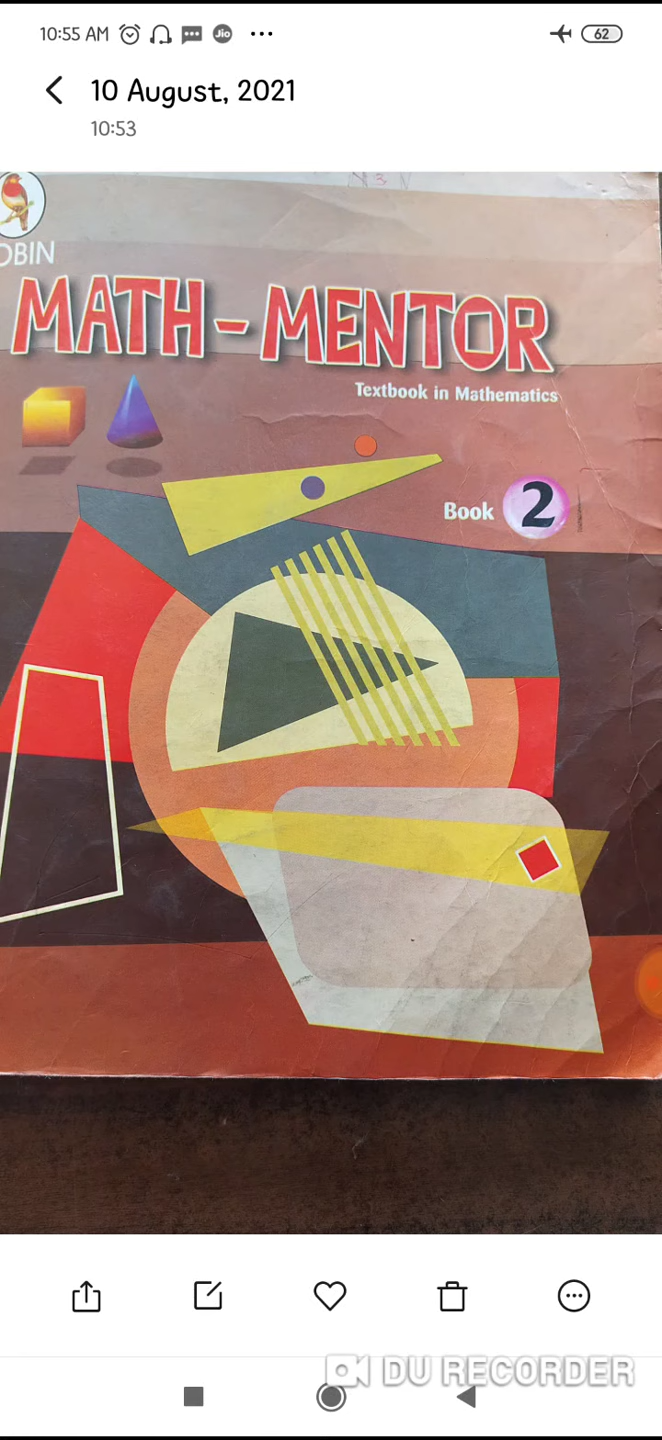 10:55 AM Jio
62
10 August, 2021
10:53
OBIN
MATH-MENTOR
Textbook in Mathematics
Book 2
DU RECORDER